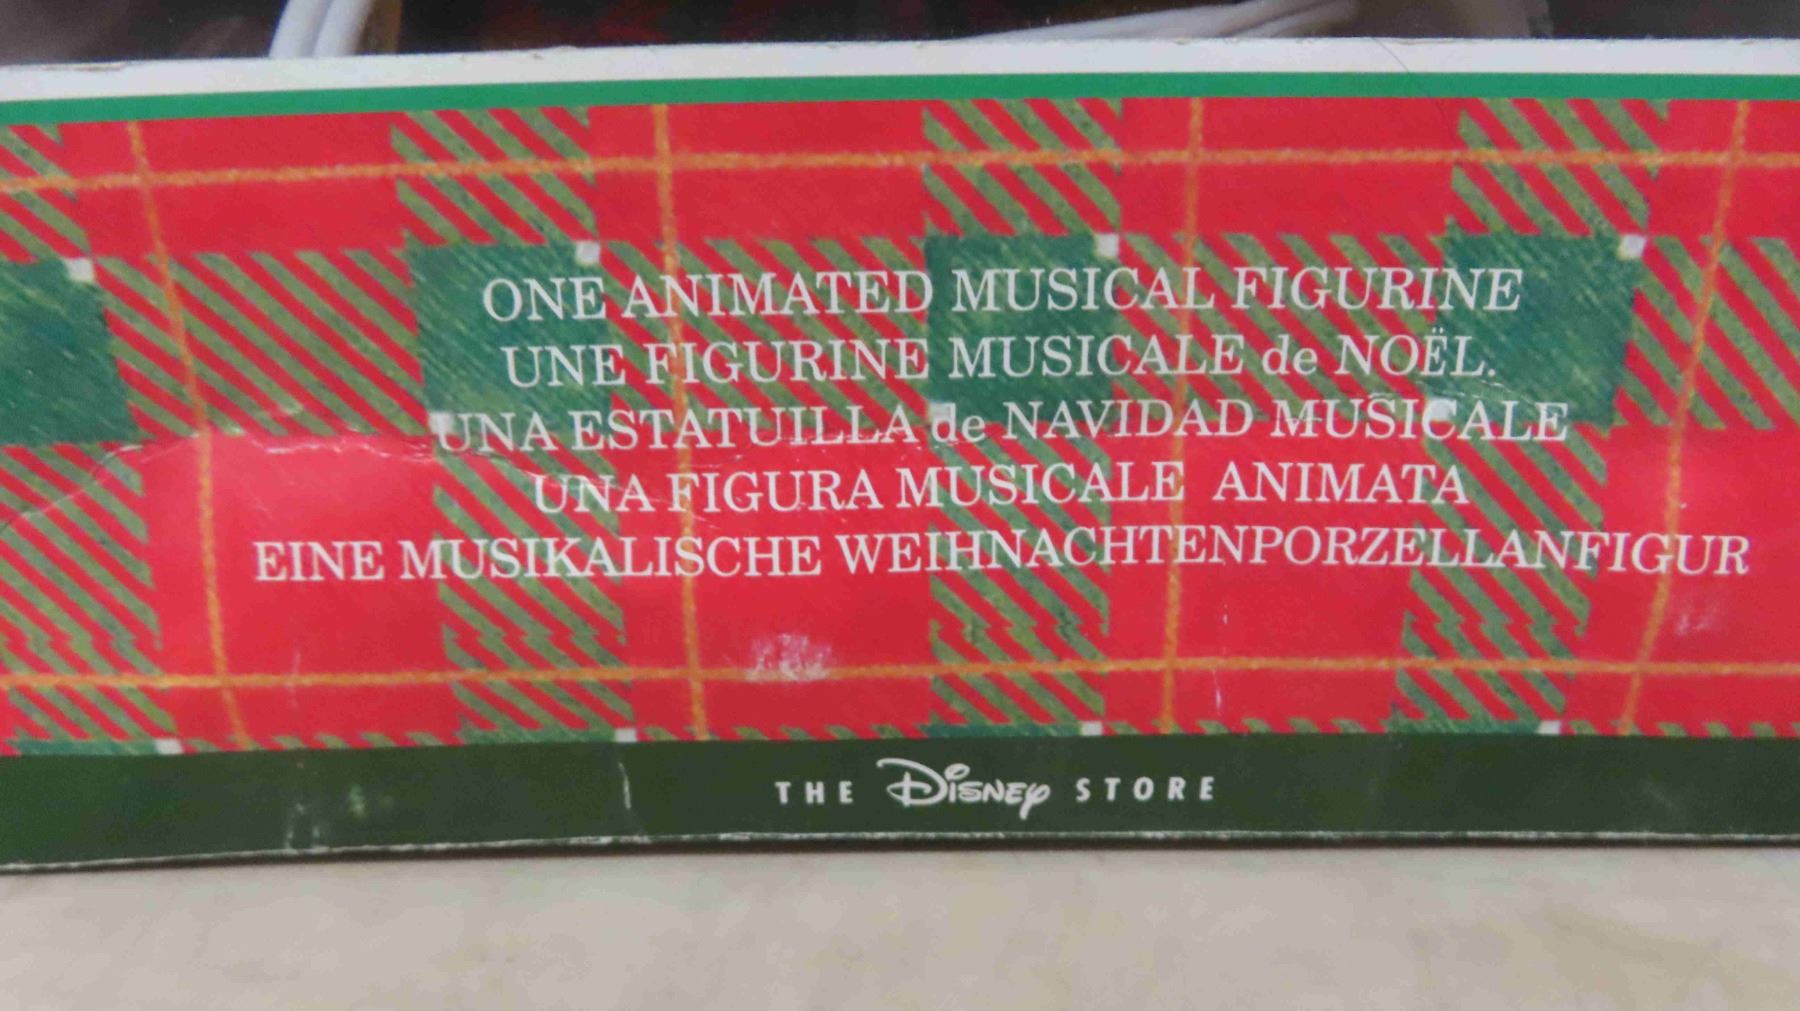 ONE ANIMATED MUSICAL FIGURINE
UNE FIGURINE MUSICALE de NOËL.
UNA ESTATUILLA de NAVIDAD MUSICALE
UNA FIGURA MUSICALE ANIMATA
EINE MUSIKALISCHE WEIHNACHTENPORZELLANFIGUR
THE Disney STORE